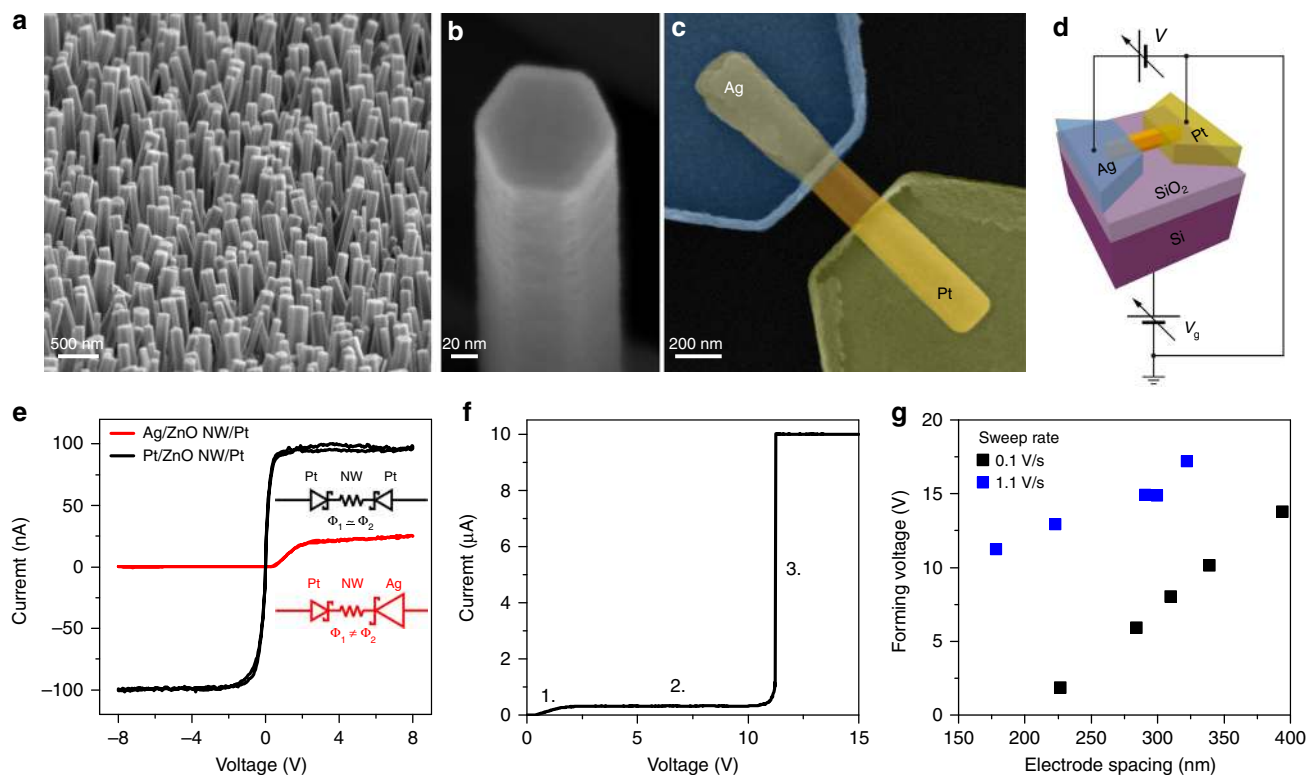 a
500 nm
b
20 nm
c
Ag
Pt
200 nm
d
V
Ag
Pt
SiO₂
Si
Vg
e
Ag/ZnO NW/Pt
Pt/ZnO NW/Pt
Pt NW Pt
Φ₁ ≃ Φ₂
Pt NW Ag
Φ₁ ≠ Φ₂
100
50
0
−50
−100
Curremt (nA)
−8 −4 0 4 8
Voltage (V)
f
10
8
6
4
2
0
Curremt (μA)
1.
2.
3.
0 5 10 15
Voltage (V)
g
Sweep rate
0.1 V/s
1.1 V/s
20
15
10
5
0
Forming voltage (V)
150 200 250 300 350 400
Electrode spacing (nm)